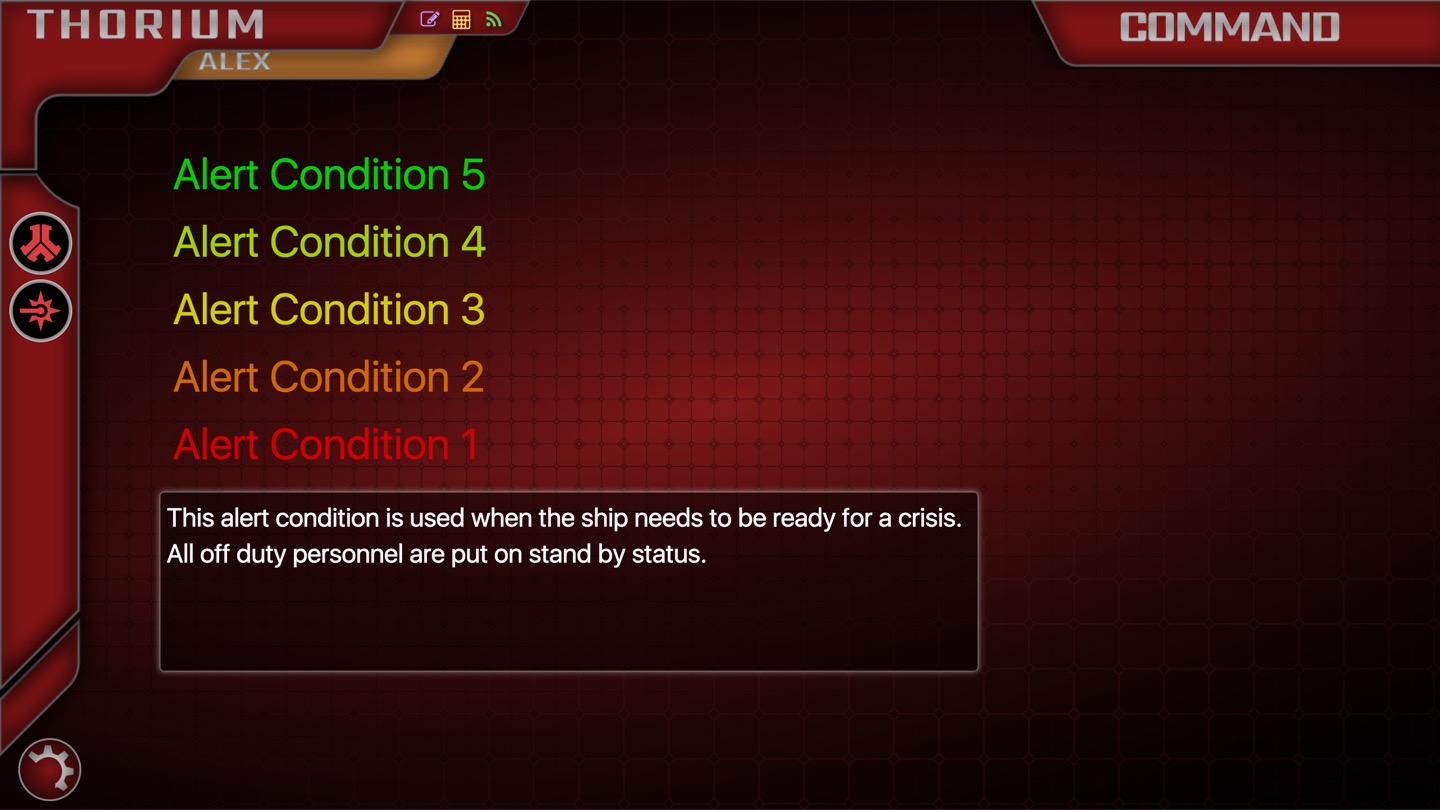 THORIUM
ALEX
COMMAND
Alert Condition 5
Alert Condition 4
Alert Condition 3
Alert Condition 2
Alert Condition 1
This alert condition is used when the ship needs to be ready for a crisis.
All off duty personnel are put on stand by status.